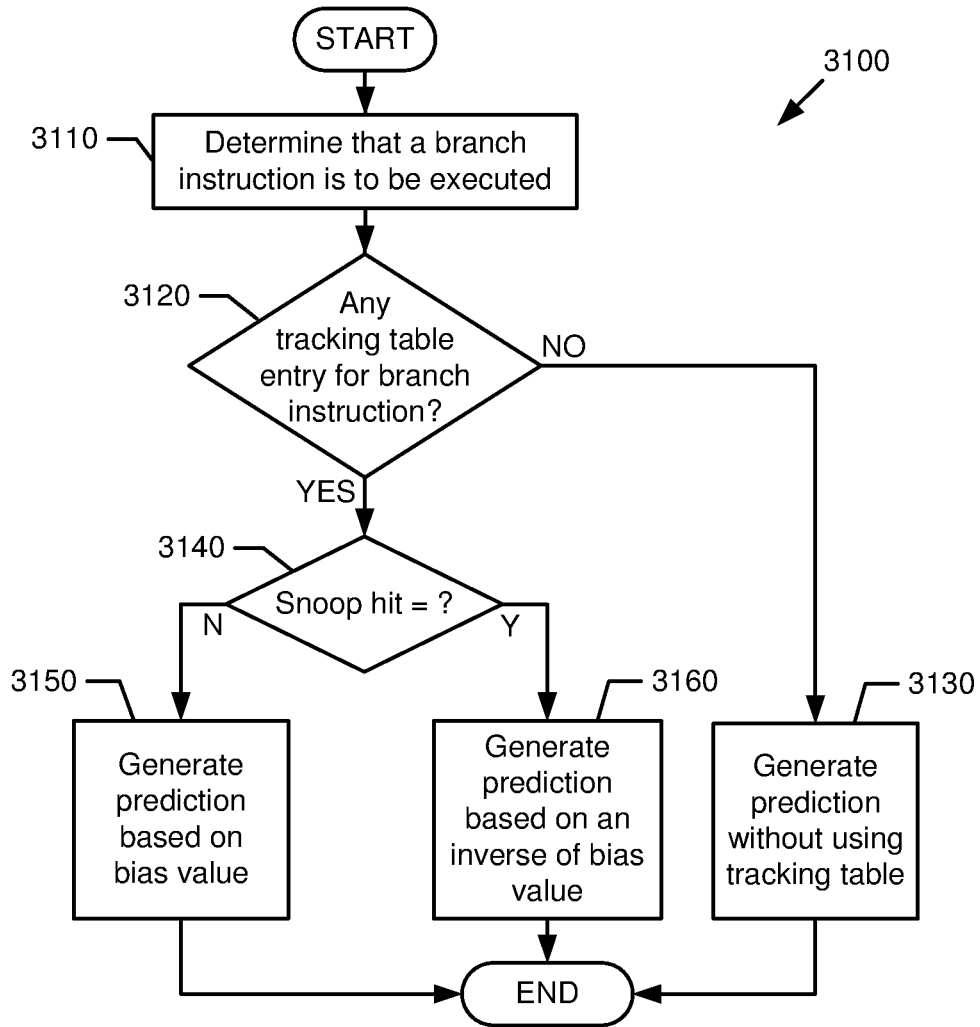 START
3100
3110
Determine that a branch
instruction is to be executed
3120
Any
tracking table
entry for branch
instruction?
NO
YES
3140
Snoop hit = ?
N
Y
3150
Generate
prediction
based on
bias value
3160
Generate
prediction
based on an
inverse of bias
value
3130
Generate
prediction
without using
tracking table
END